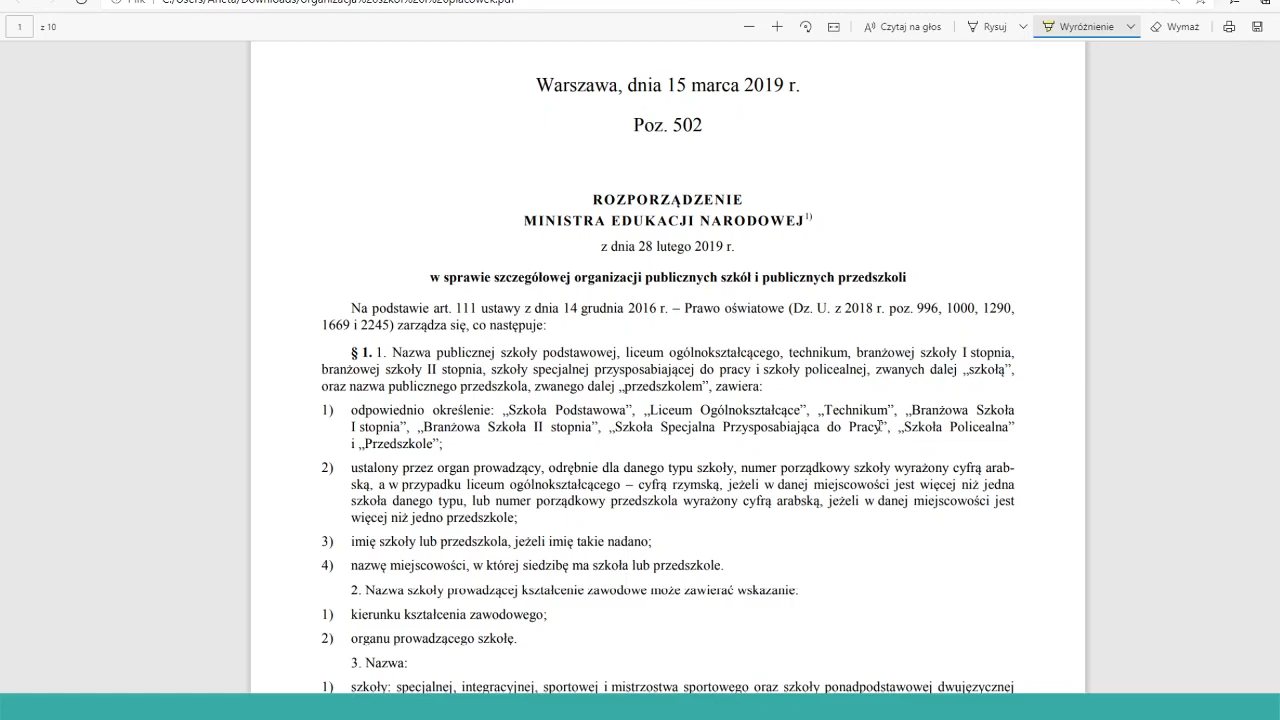 1 z 10
Czytaj na głos Rysuj Wyróżnienie Wymaż
Warszawa, dnia 15 marca 2019 r.
Poz. 502
ROZPORZĄDZENIE
MINISTRA EDUKACJI NARODOWEJ1)
z dnia 28 lutego 2019 r.
w sprawie szczegółowej organizacji publicznych szkół i publicznych przedszkoli
Na podstawie art. 111 ustawy z dnia 14 grudnia 2016 r. – Prawo oświatowe (Dz. U. z 2018 r. poz. 996, 1000, 1290,
1669 i 2245) zarządza się, co następuje:
§ 1. 1. Nazwa publicznej szkoły podstawowej, liceum ogólnokształcącego, technikum, branżowej szkoły I stopnia,
branżowej szkoły II stopnia, szkoły specjalnej przysposabiającej do pracy i szkoły policealnej, zwanych dalej „szkołą”,
oraz nazwa publicznego przedszkola, zwanego dalej „przedszkolem”, zawiera:
1) odpowiednio określenie: „Szkoła Podstawowa”, „Liceum Ogólnokształcące”, „Technikum”, „Branżowa Szkoła
I stopnia”, „Branżowa Szkoła II stopnia”, „Szkoła Specjalna Przysposabiająca do Pracy”, „Szkoła Policealna”
i „Przedszkole”;
2) ustalony przez organ prowadzący, odrębnie dla danego typu szkoły, numer porządkowy szkoły wyrażony cyfrą arab-
ską, a w przypadku liceum ogólnokształcącego – cyfrą rzymską, jeżeli w danej miejscowości jest więcej niż jedna
szkoła danego typu, lub numer porządkowy przedszkola wyrażony cyfrą arabską, jeżeli w danej miejscowości jest
więcej niż jedno przedszkole;
3) imię szkoły lub przedszkola, jeżeli imię takie nadano;
4) nazwę miejscowości, w której siedzibę ma szkoła lub przedszkole.
2. Nazwa szkoły prowadzącej kształcenie zawodowe może zawierać wskazanie.
1) kierunku kształcenia zawodowego;
2) organu prowadzącego szkołę.
3. Nazwa:
1) szkoły: specjalnej, integracyjnej, sportowej i mistrzostwa sportowego oraz szkoły ponadpodstawowej dwujęzycznej